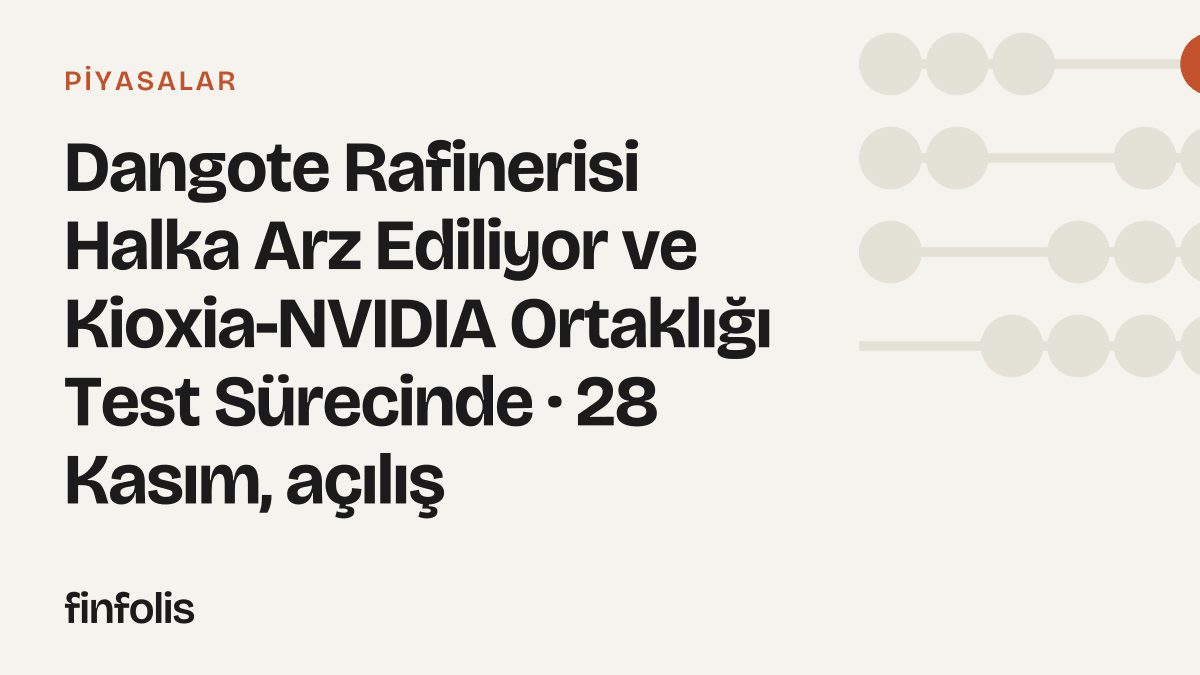 PİYASALAR
Dangote Rafinerisi
Halka Arz Ediliyor ve
Kioxia-NVIDIA Ortaklığı
Test Sürecinde · 28
Kasım, açılış
finfolis